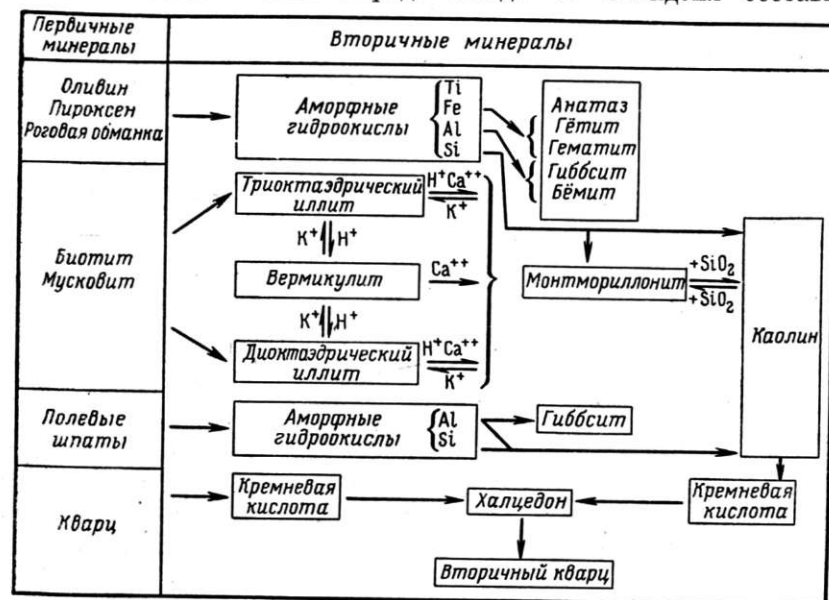 Первичные минералы
Вторичные минералы
Оливин
Пироксен
Роговая обманка
Аморфные гидроокислы
Ti
Fe
Al
Si
Анатаз
Гётит
Гематит
Гиббсит
Бёмит
Биотит
Мусковит
Триоктаэдрический
иллит
H⁺Ca⁺⁺
K⁺
K⁺ H⁺
Вермикулит
Ca⁺⁺
K⁺ H⁺
Диоктаэдрический
иллит
H⁺Ca⁺⁺
K⁺
Монтмориллонит
+SiO₂
+SiO₂
Каолин
Полевые
шпаты
Аморфные
гидроокислы
Al
Si
Гиббсит
Кварц
Кремневая
кислота
Халцедон
Кремневая
кислота
Вторичный кварц